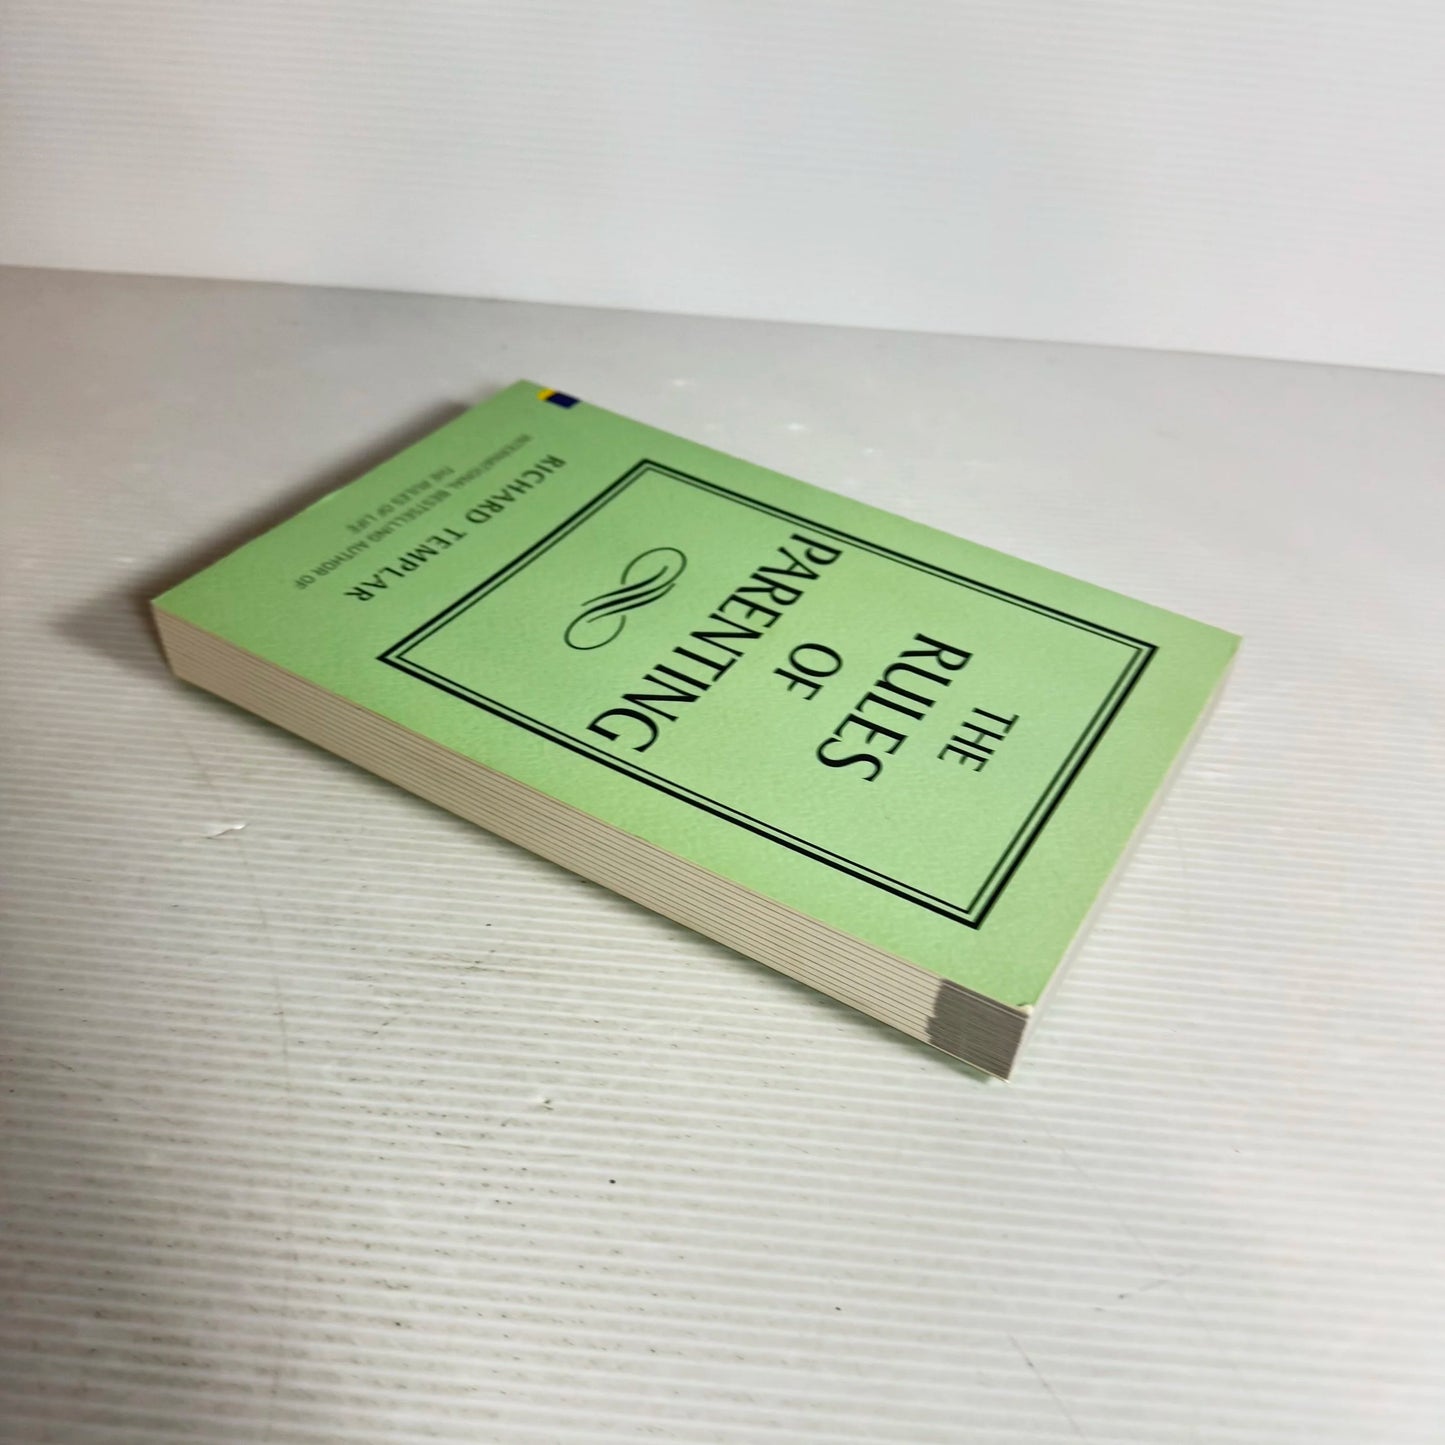 THE
RULES
OF
PARENTING
RICHARD TEMPLAR
INTERNATIONAL BESTSELLING AUTHOR OF
THE RULES OF LIFE